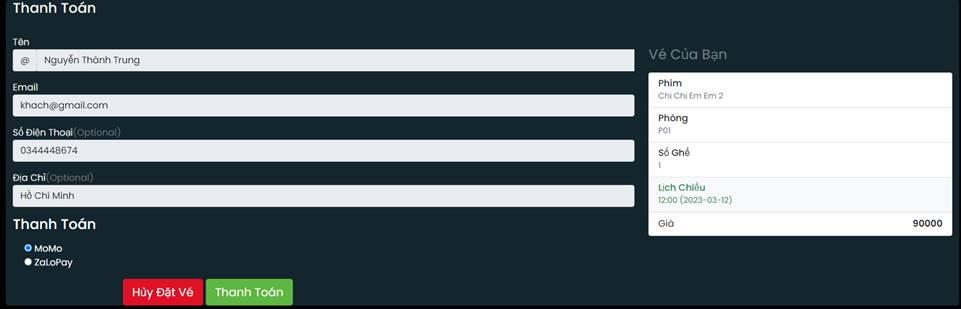 Thanh Toán
Tên
@ Nguyễn Thành Trung
Email
khach@gmail.com
Số Điện Thoại(Optional)
0344448674
Địa Chỉ(Optional)
Hồ Chí Minh
Thanh Toán
MoMo
ZaLoPay
Hủy Đặt Vé Thanh Toán
Vé Của Bạn
Phim
Chị Chị Em Em 2
Phòng
P01
Số Ghế
1
Lịch Chiếu
12:00 (2023-03-12)
Giá 90000